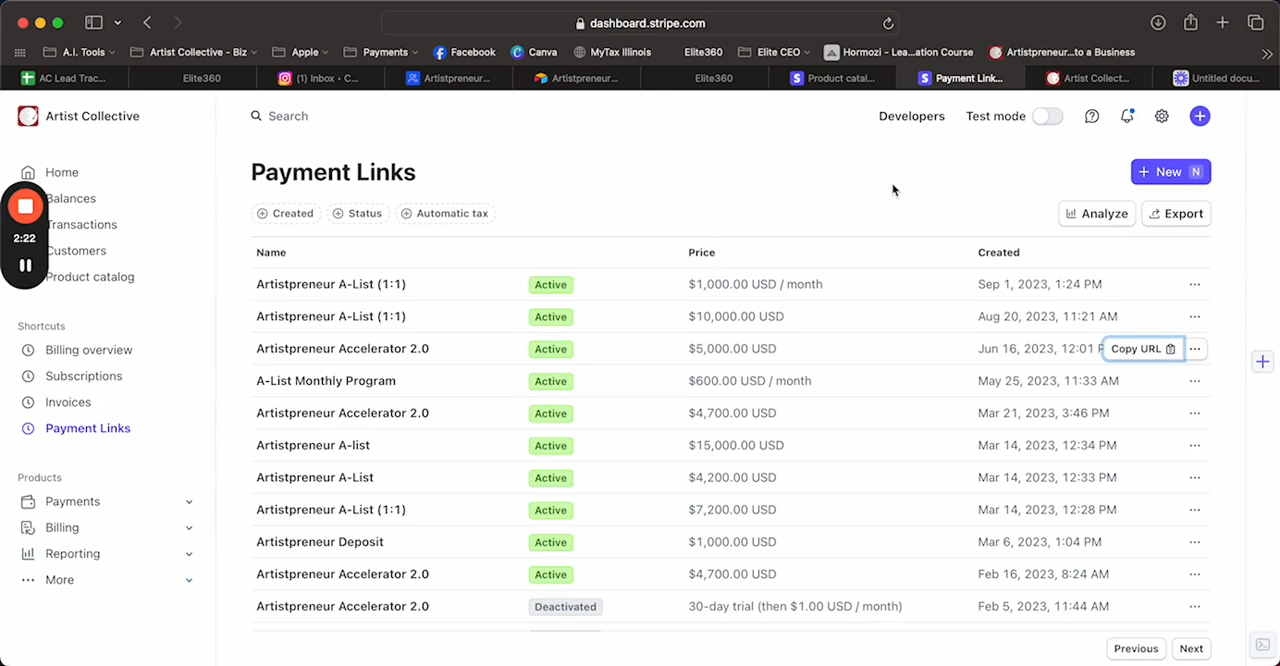 dashboard.stripe.com
A.I. Tools
Artist Collective - Biz
Apple
Payments
Facebook
Canva
MyTax Illinois
Elite360
Elite CEO
Hormozi - Lea...ation Course
Artistpreneur...to a Business
AC Lead Trac...
Elite360
(1) Inbox • C...
Artistpreneur...
Artistpreneur...
Elite360
Product catal...
Payment Link...
Artist Collect...
Untitled docu...
Artist Collective
Search
Developers
Test mode
Home
Balances
Transactions
Customers
Product catalog
2:22
Shortcuts
Billing overview
Subscriptions
Invoices
Payment Links
Products
Payments
Billing
Reporting
More
Payment Links
New N
Created
Status
Automatic tax
Analyze
Export
Name Price Created
Artistpreneur A-List (1:1) Active $1,000.00 USD / month Sep 1, 2023, 1:24 PM
Artistpreneur A-List (1:1) Active $10,000.00 USD Aug 20, 2023, 11:21 AM
Artistpreneur Accelerator 2.0 Active $5,000.00 USD Jun 16, 2023, 12:01 P Copy URL
A-List Monthly Program Active $600.00 USD / month May 25, 2023, 11:33 AM
Artistpreneur Accelerator 2.0 Active $4,700.00 USD Mar 21, 2023, 3:46 PM
Artistpreneur A-list Active $15,000.00 USD Mar 14, 2023, 12:34 PM
Artistpreneur A-List Active $4,200.00 USD Mar 14, 2023, 12:33 PM
Artistpreneur A-List (1:1) Active $7,200.00 USD Mar 14, 2023, 12:28 PM
Artistpreneur Deposit Active $1,000.00 USD Mar 6, 2023, 1:04 PM
Artistpreneur Accelerator 2.0 Active $4,700.00 USD Feb 16, 2023, 8:24 AM
Artistpreneur Accelerator 2.0 Deactivated 30-day trial (then $1.00 USD / month) Feb 5, 2023, 11:44 AM
Previous
Next